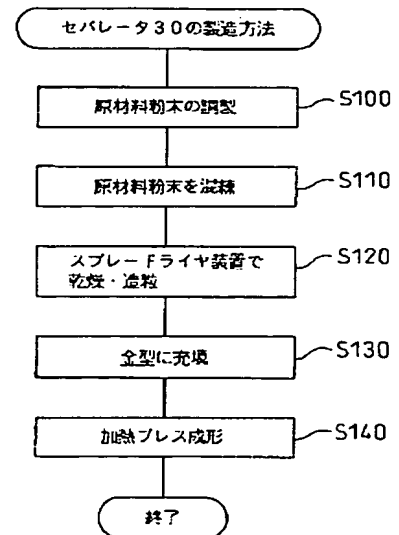 セパレータ30の製造方法
原材料粉末の調製
S100
原材料粉末を混練
S110
スプレードライヤ装置で
乾燥・造粒
S120
金型に充填
S130
加熱プレス成形
S140
終了